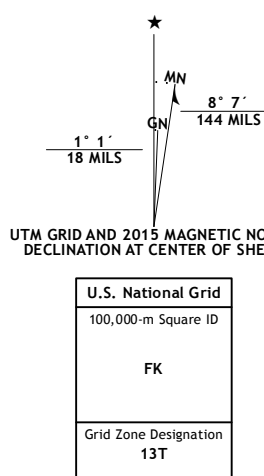 ★
MN
GN
1° 1´
18 MILS
8° 7´
144 MILS
UTM GRID AND 2015 MAGNETIC NO
DECLINATION AT CENTER OF SHE
U.S. National Grid
100,000-m Square ID
FK
Grid Zone Designation
13T